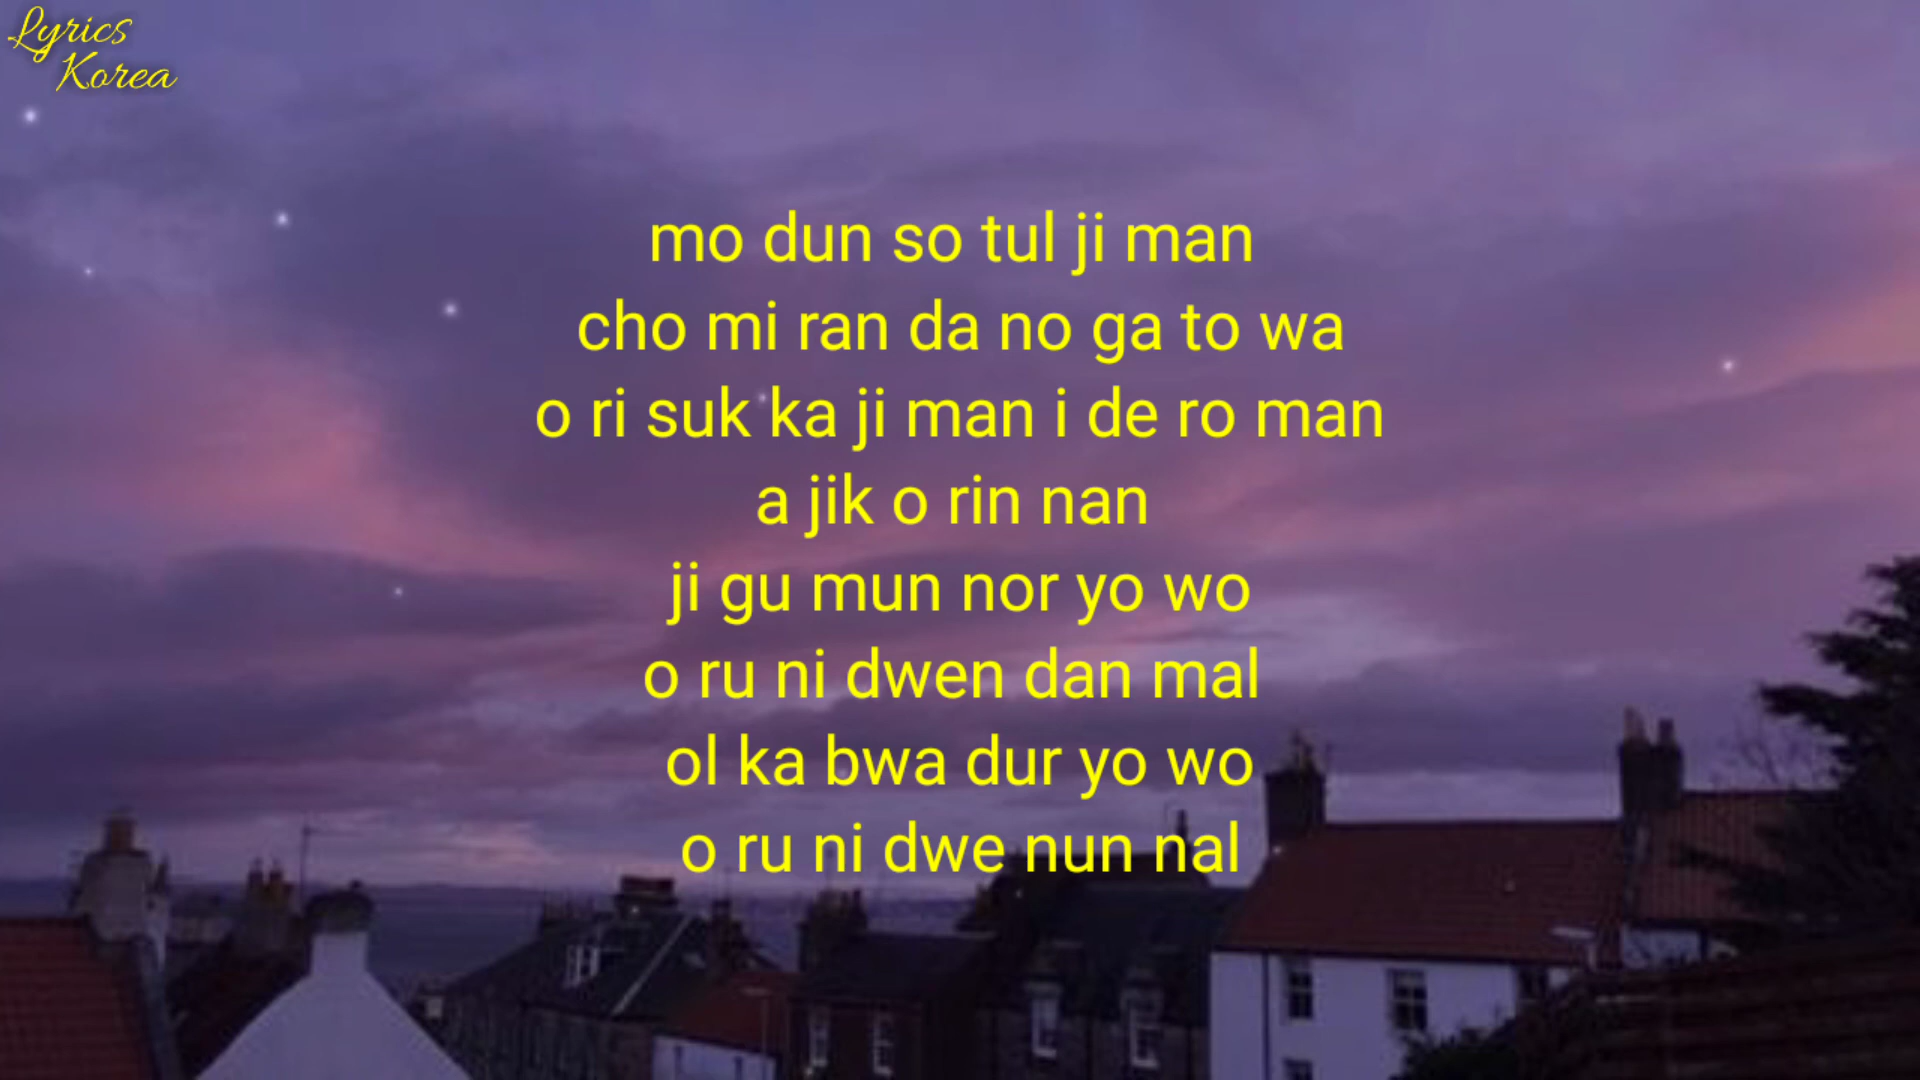 Lyrics
Korea
mo dun so tul ji man
cho mi ran da no ga to wa
o ri suk ka ji man i de ro man
a jik o rin nan
ji gu mun nor yo wo
o ru ni dwen dan mal
ol ka bwa dur yo wo
o ru ni dwe nun nal